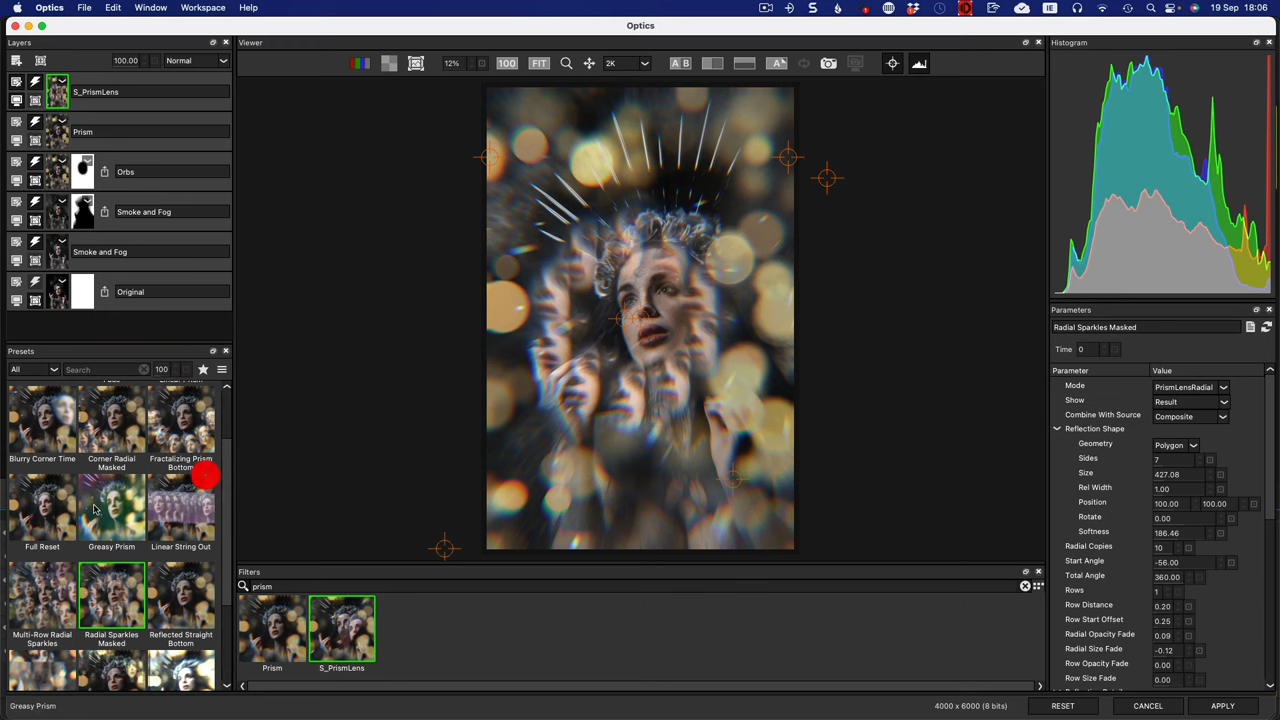 Optics File Edit Window Workspace Help IE 19 Sep 18:06
Optics
Layers
100.00 Normal
S_PrismLens
Prism
Orbs
Smoke and Fog
Smoke and Fog
Original
Presets
All Search 100
Linear Prism
Blurry Corner Time
Corner Radial Masked
Fractalizing Prism Bottom
Full Reset
Greasy Prism
Linear String Out
Multi-Row Radial Sparkles
Radial Sparkles Masked
Reflected Straight Bottom
Greasy Prism
Viewer
12% 100 FIT 2K A B A
Filters
prism
Prism
S_PrismLens
Histogram
Parameters
Radial Sparkles Masked
Time 0
Parameter Value
Mode PrismLensRadial
Show Result
Combine With Source Composite
Reflection Shape
Geometry Polygon
Sides 7
Size 427.08
Rel Width 1.00
Position 100.00 100.00
Rotate 0.00
Softness 186.46
Radial Copies 10
Start Angle -56.00
Total Angle 360.00
Rows 1
Row Distance 0.20
Row Start Offset 0.25
Radial Opacity Fade 0.09
Radial Size Fade -0.12
Row Opacity Fade 0.00
Row Size Fade 0.00
4000 x 6000 (8 bits) RESET CANCEL APPLY